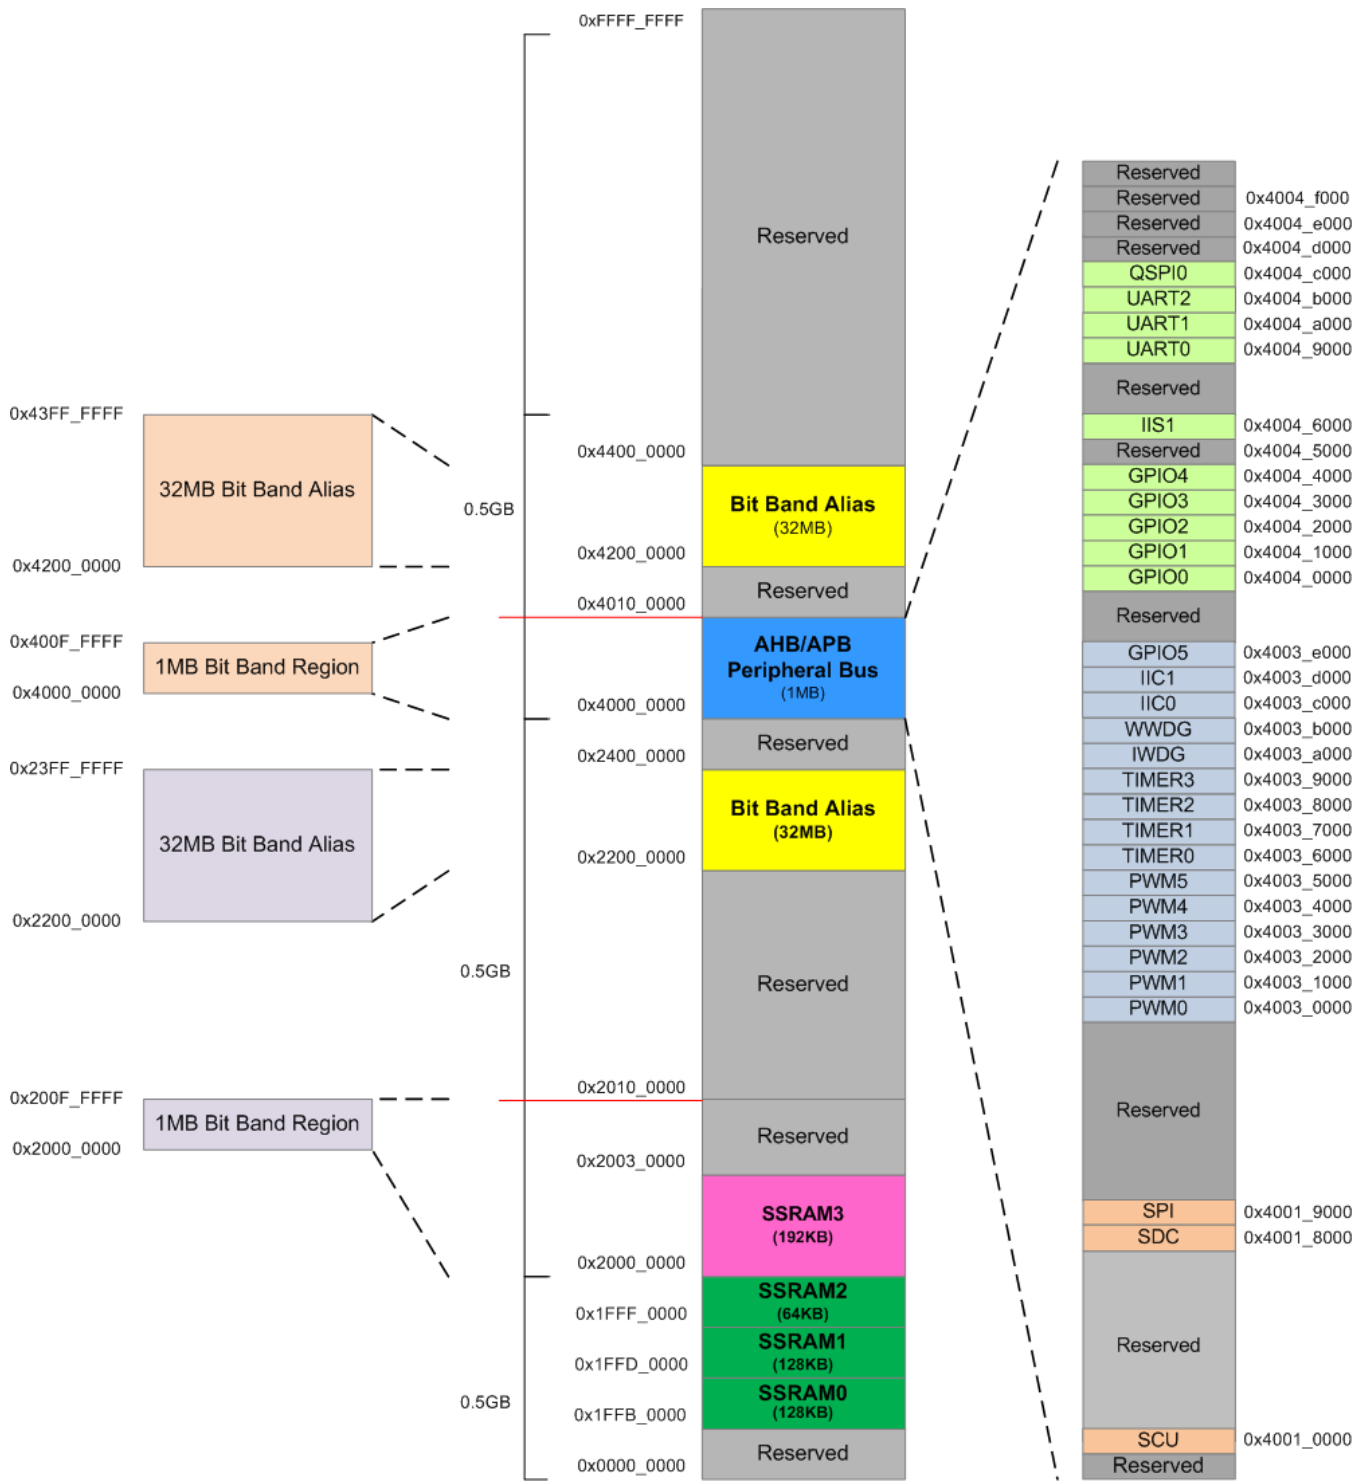 0x43FF_FFFF
32MB Bit Band Alias
0x4200_0000
0x400F_FFFF
1MB Bit Band Region
0x4000_0000
0x23FF_FFFF
32MB Bit Band Alias
0x2200_0000
0x200F_FFFF
1MB Bit Band Region
0x2000_0000
0.5GB
0.5GB
0.5GB
0xFFFF_FFFF
Reserved
0x4400_0000
Bit Band Alias
(32MB)
0x4200_0000
Reserved
0x4010_0000
AHB/APB
Peripheral Bus
(1MB)
0x4000_0000
Reserved
0x2400_0000
Bit Band Alias
(32MB)
0x2200_0000
Reserved
0x2010_0000
Reserved
0x2003_0000
SSRAM3
(192KB)
0x2000_0000
SSRAM2
(64KB)
0x1FFF_0000
SSRAM1
(128KB)
0x1FFD_0000
SSRAM0
(128KB)
0x1FFB_0000
Reserved
0x0000_0000
Reserved
Reserved 0x4004_f000
Reserved 0x4004_e000
Reserved 0x4004_d000
QSPI0 0x4004_c000
UART2 0x4004_b000
UART1 0x4004_a000
UART0 0x4004_9000
Reserved
IIS1 0x4004_6000
Reserved 0x4004_5000
GPIO4 0x4004_4000
GPIO3 0x4004_3000
GPIO2 0x4004_2000
GPIO1 0x4004_1000
GPIO0 0x4004_0000
Reserved
GPIO5 0x4003_e000
IIC1 0x4003_d000
IIC0 0x4003_c000
WWDG 0x4003_b000
IWDG 0x4003_a000
TIMER3 0x4003_9000
TIMER2 0x4003_8000
TIMER1 0x4003_7000
TIMER0 0x4003_6000
PWM5 0x4003_5000
PWM4 0x4003_4000
PWM3 0x4003_3000
PWM2 0x4003_2000
PWM1 0x4003_1000
PWM0 0x4003_0000
Reserved
SPI 0x4001_9000
SDC 0x4001_8000
Reserved
SCU 0x4001_0000
Reserved